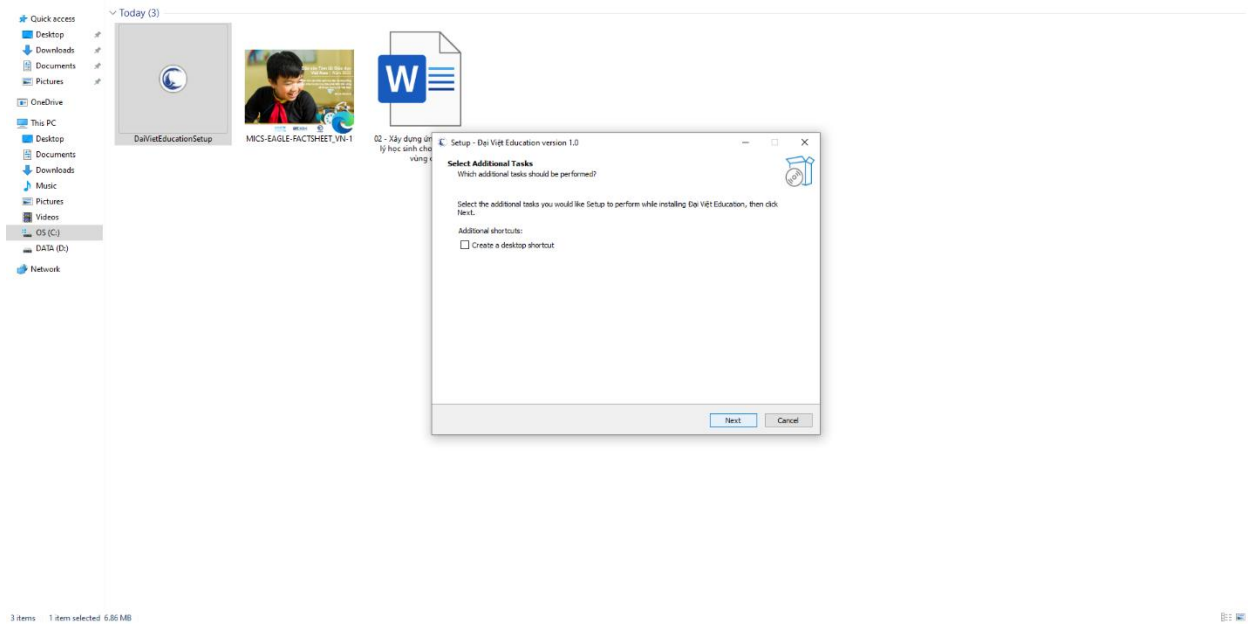 Today (3)
Quick access
Desktop
Downloads
Documents
Pictures
OneDrive
This PC
Desktop
Documents
Downloads
Music
Pictures
Videos
OS (C:)
DATA (D:)
Network
DaiVietEducationSetup
MICS-EAGLE-FACTSHEET_VN-1
02 - Xây dựng ứn
lý học sinh cho
vùng
Setup - Đại Việt Education version 1.0
Select Additional Tasks
Which additional tasks should be performed?
Select the additional tasks you would like Setup to perform while installing Đại Việt Education, then click
Next.
Additional shortcuts:
Create a desktop shortcut
Next
Cancel
3 items 1 item selected 6.86 MB